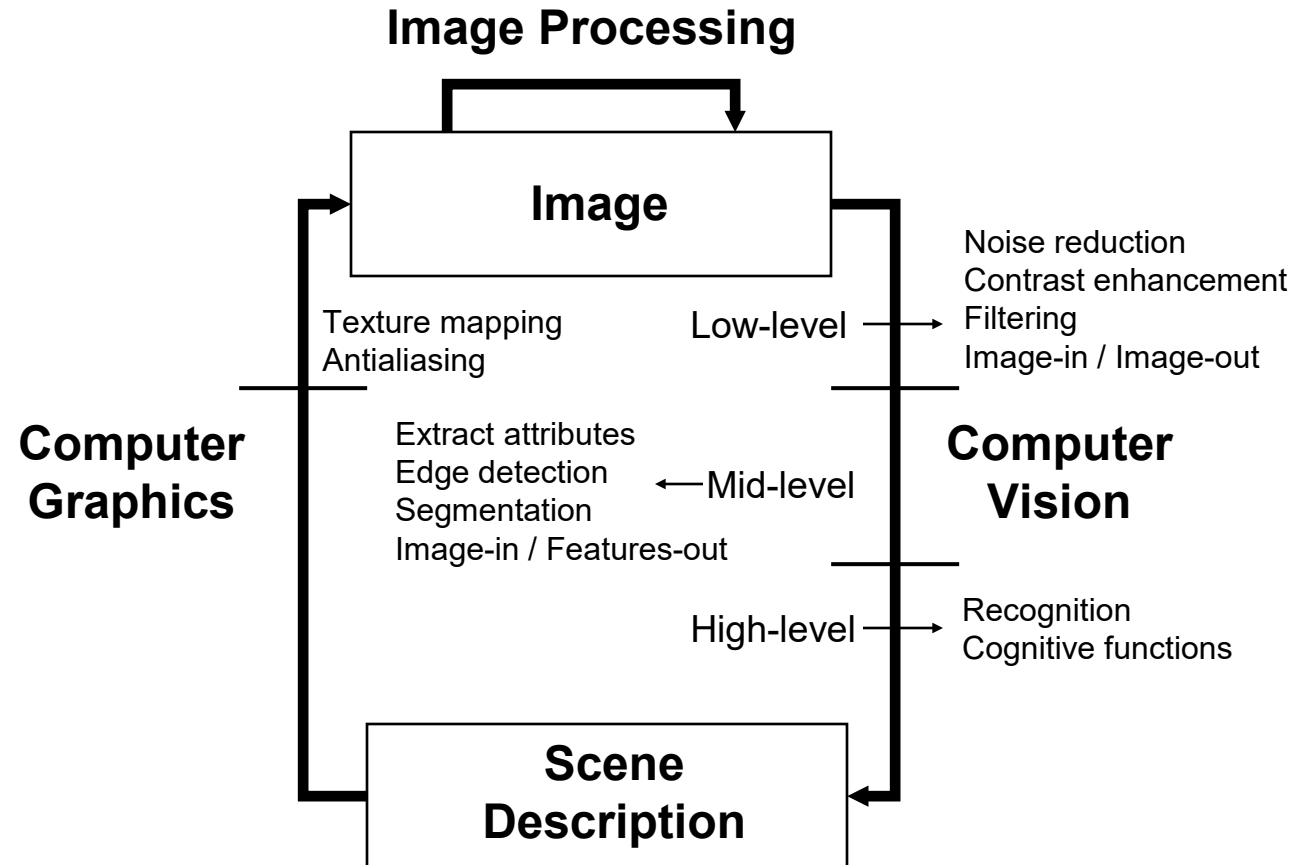 Image Processing
Image
Noise reduction
Contrast enhancement
Filtering
Image-in / Image-out
Low-level
Texture mapping
Antialiasing
Computer
Graphics
Extract attributes
Edge detection
Segmentation
Image-in / Features-out
Mid-level
Computer
Vision
High-level
Recognition
Cognitive functions
Scene
Description